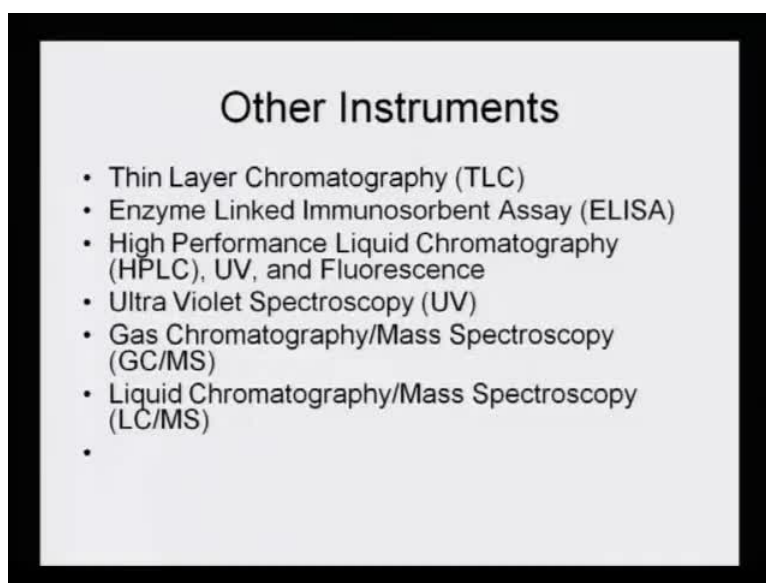 Other Instruments
• Thin Layer Chromatography (TLC)
• Enzyme Linked Immunosorbent Assay (ELISA)
• High Performance Liquid Chromatography
(HPLC), UV, and Fluorescence
• Ultra Violet Spectroscopy (UV)
• Gas Chromatography/Mass Spectroscopy
(GC/MS)
• Liquid Chromatography/Mass Spectroscopy
(LC/MS)
•